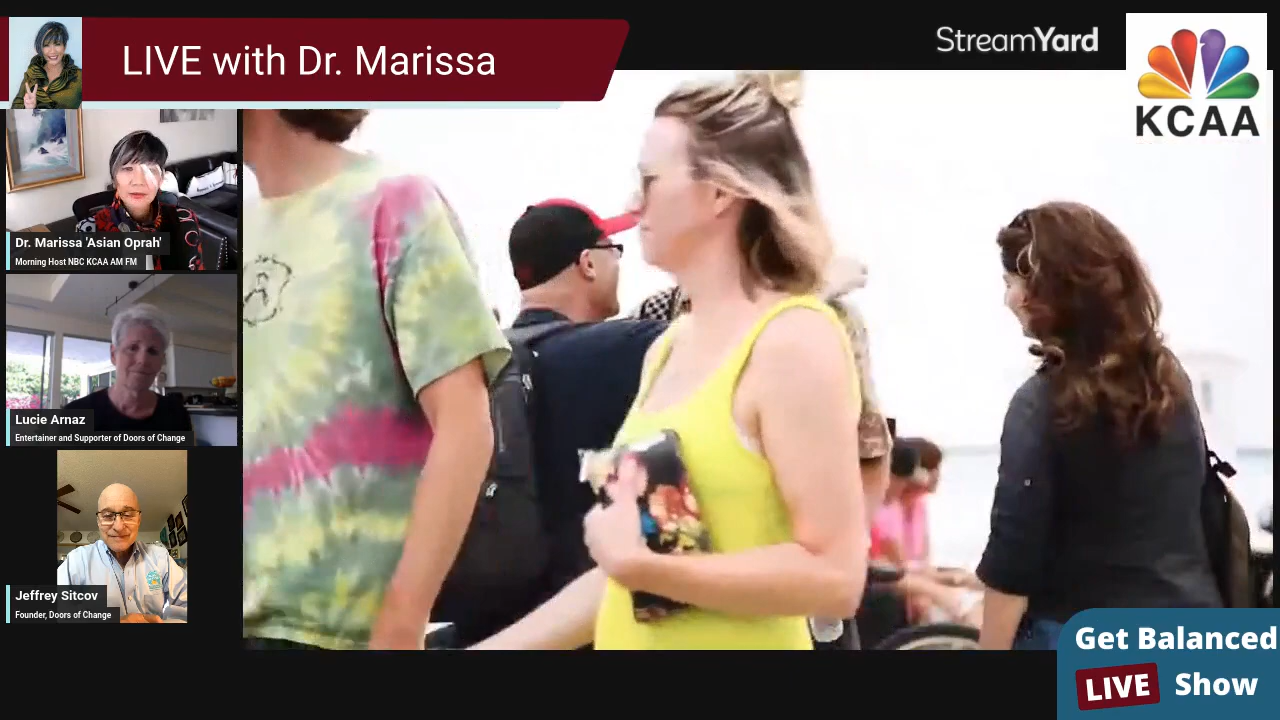 LIVE with Dr. Marissa
StreamYard
KCAA
Dr. Marissa 'Asian Oprah'
Morning Host NBC KCAA AM FM
Lucie Arnaz
Entertainer and Supporter of Doors of Change
Jeffrey Sitcov
Founder, Doors of Change
Get Balanced
LIVE Show